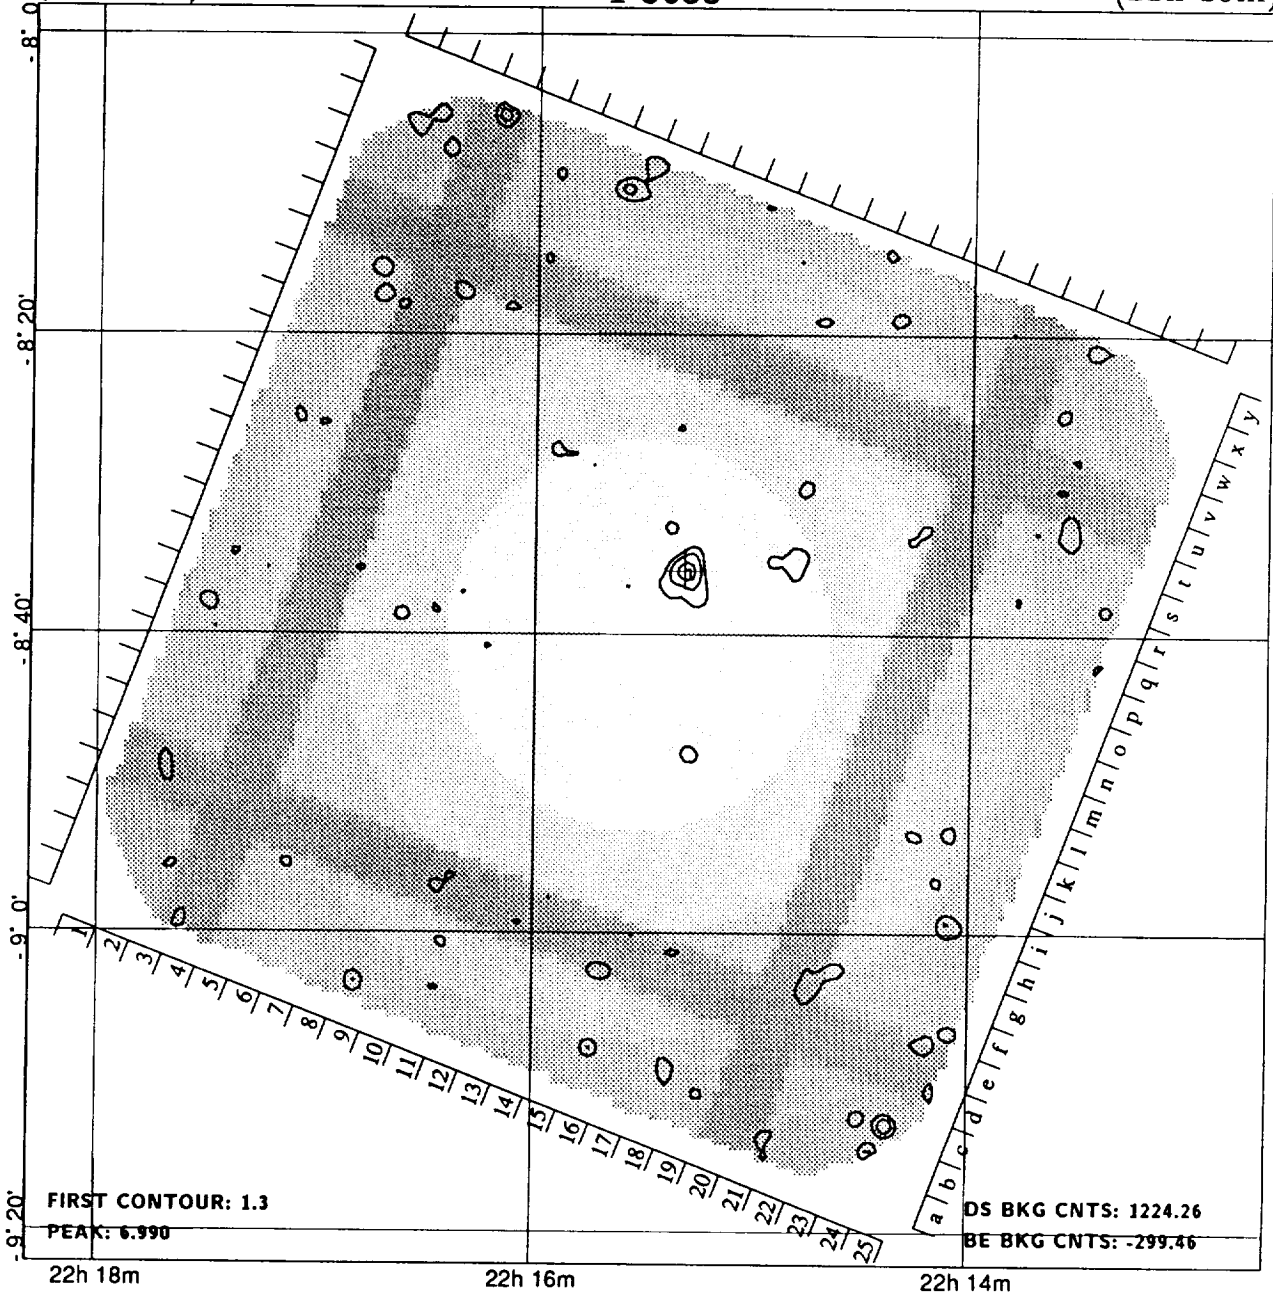 -8° 0
-8° 20'
-8° 40'
-9° 0'
-9° 20'
1 2 3 4 5 6 7 8 9 10 11 12 13 14 15 16 17 18 19 20 21 22 23 24 25
a b c d e f g h i j k l m n o p q r s t u v w x y
FIRST CONTOUR: 1.3
PEAK: 6.990
DS BKG CNTS: 1224.26
BE BKG CNTS: -299.46
22h 18m
22h 16m
22h 14m